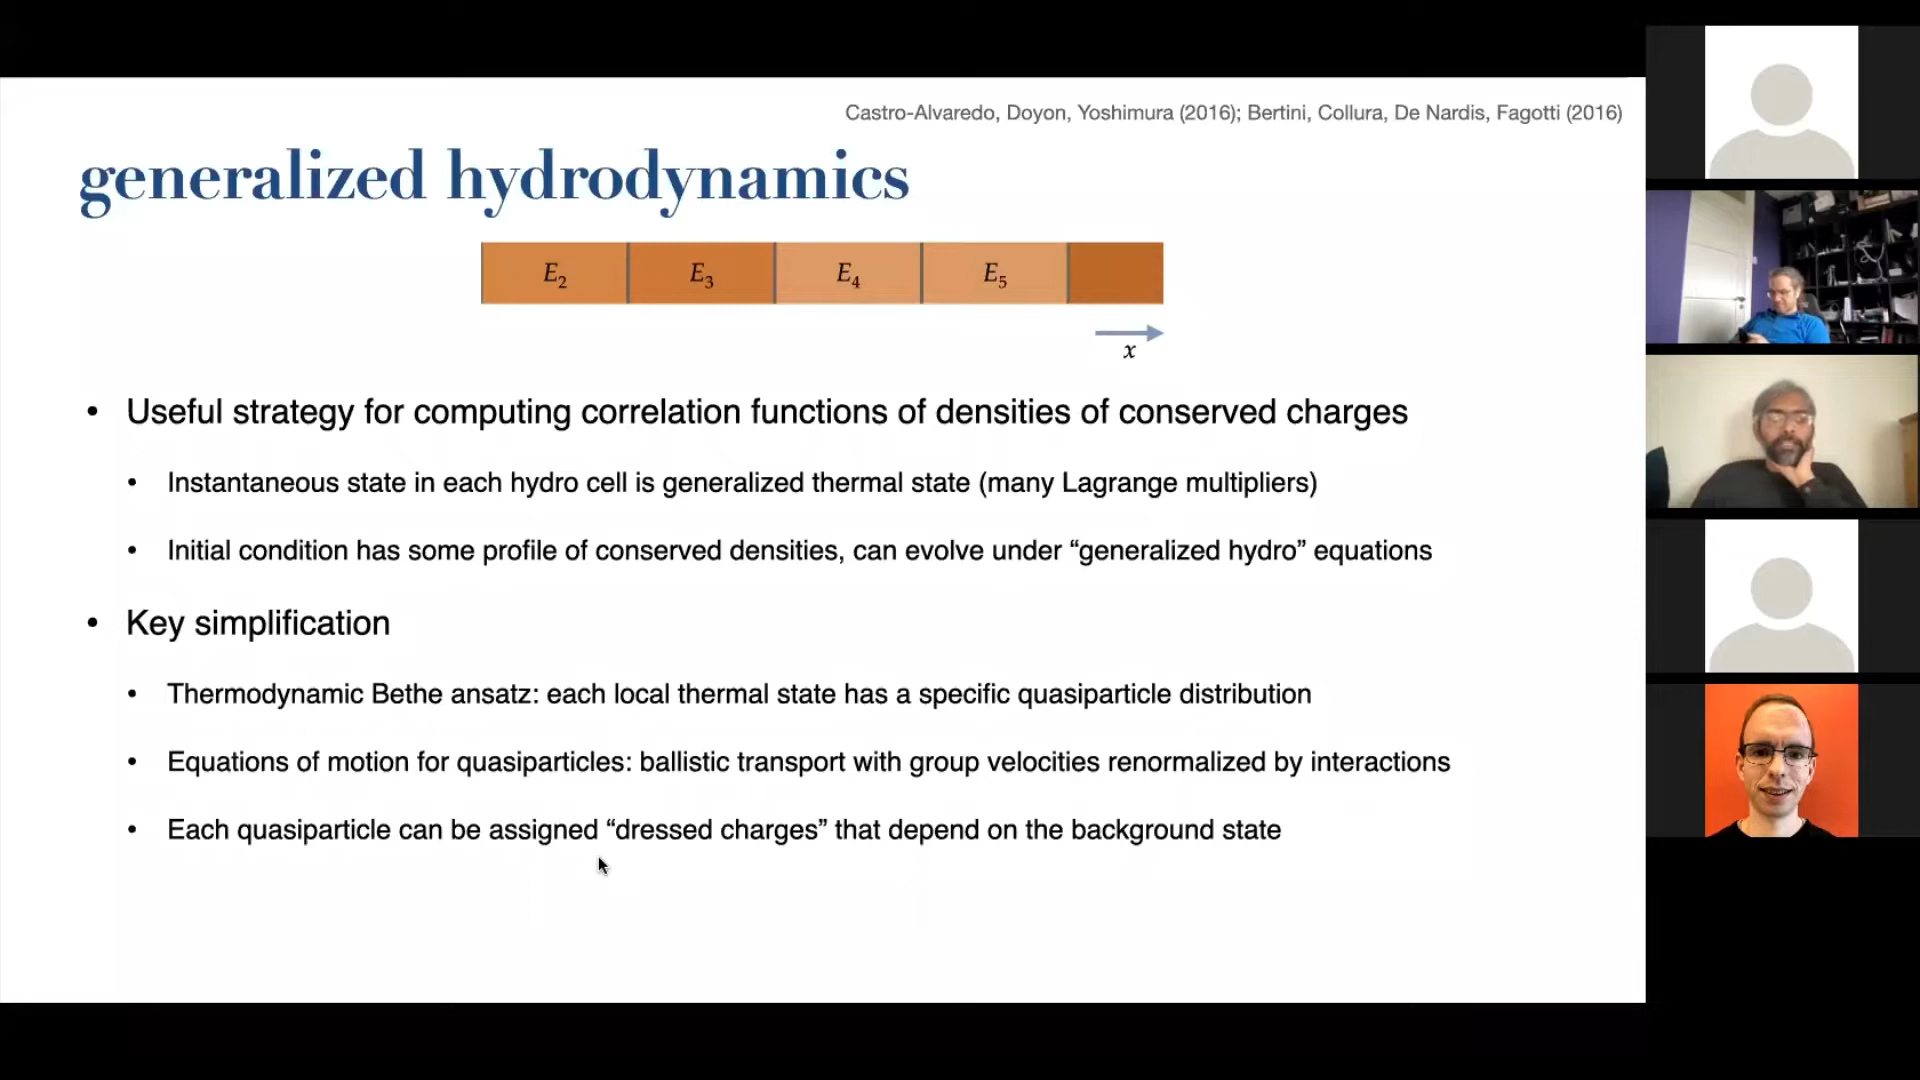 Castro-Alvaredo, Doyon, Yoshimura (2016); Bertini, Collura, De Nardis, Fagotti (2016)
generalized hydrodynamics
E2 E3 E4 E5
x
• Useful strategy for computing correlation functions of densities of conserved charges
• Instantaneous state in each hydro cell is generalized thermal state (many Lagrange multipliers)
• Initial condition has some profile of conserved densities, can evolve under “generalized hydro” equations
• Key simplification
• Thermodynamic Bethe ansatz: each local thermal state has a specific quasiparticle distribution
• Equations of motion for quasiparticles: ballistic transport with group velocities renormalized by interactions
• Each quasiparticle can be assigned “dressed charges” that depend on the background state